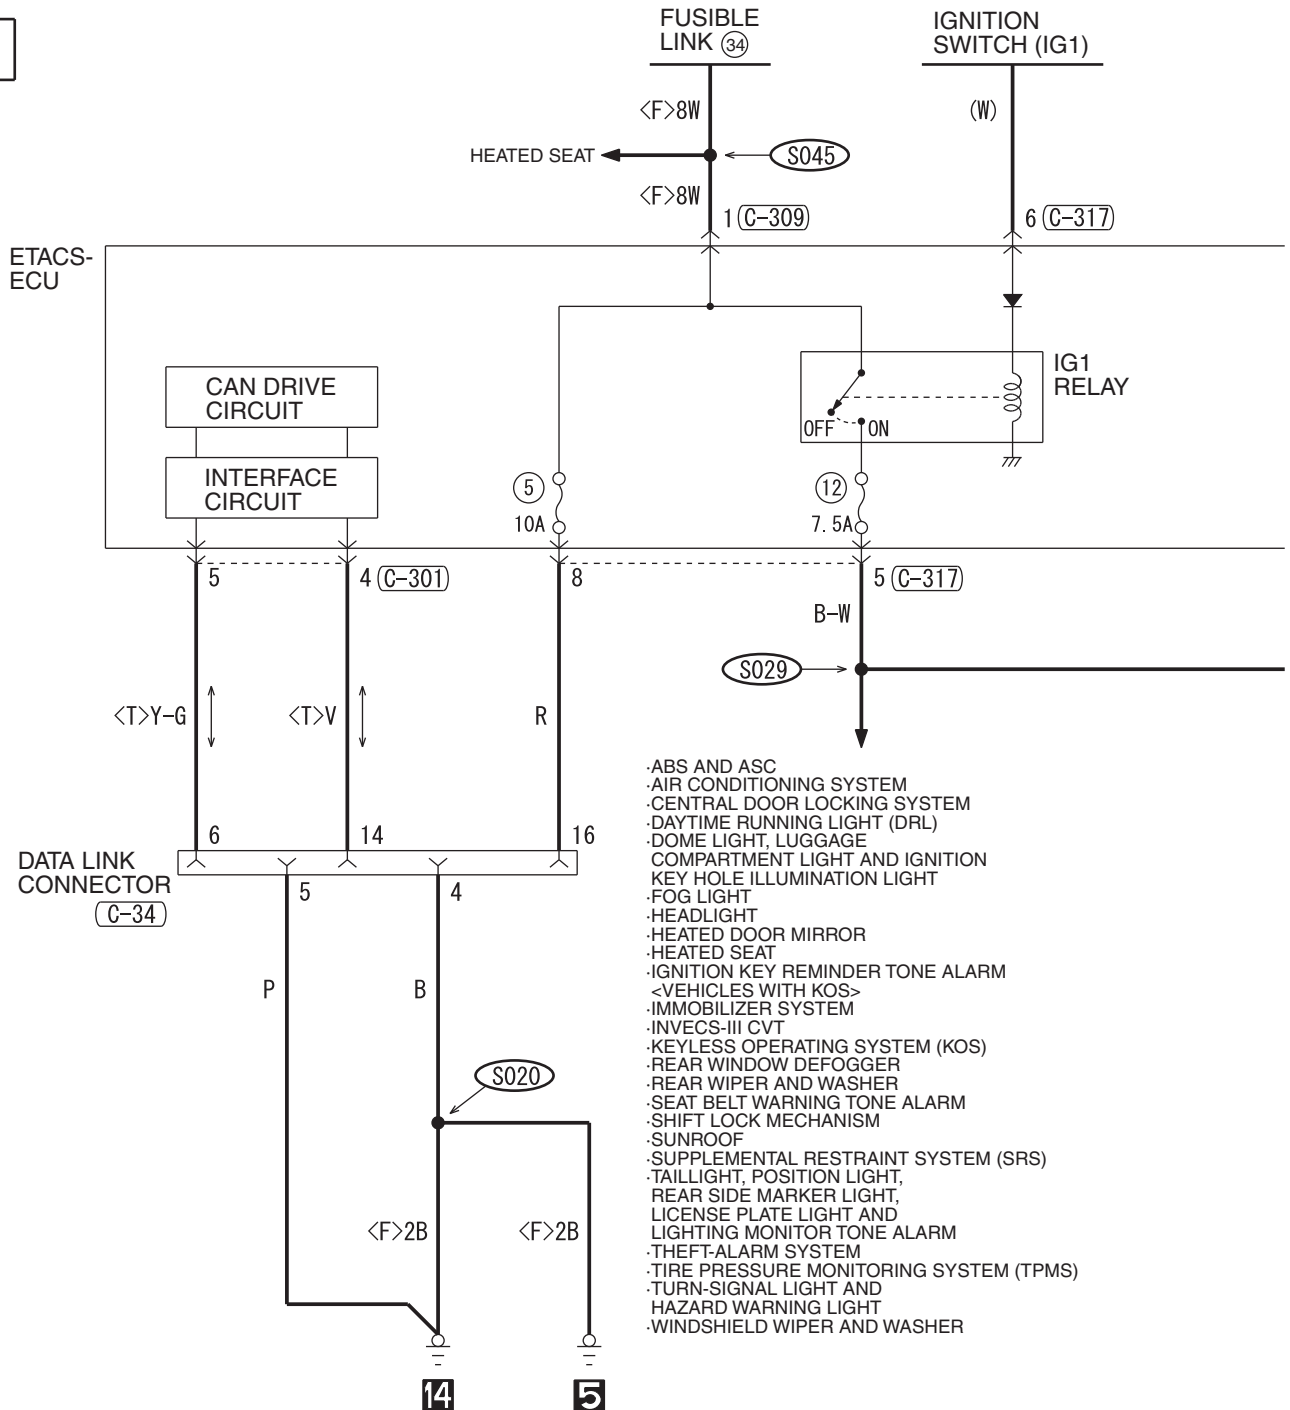 FUSIBLE
LINK 34
IGNITION
SWITCH (IG1)
<F>8W
(W)
HEATED SEAT
S045
<F>8W
1 C-309
6 C-317
ETACS-
ECU
CAN DRIVE
CIRCUIT
IG1
RELAY
OFF
ON
INTERFACE
CIRCUIT
5
10A
12
7.5A
5
4 C-301
8
5 C-317
B-W
S029
<T>Y-G
<T>V
R
6
14
16
DATA LINK
CONNECTOR
C-34
5
4
P
B
S020
<F>2B
<F>2B
14
5
·ABS AND ASC
·AIR CONDITIONING SYSTEM
·CENTRAL DOOR LOCKING SYSTEM
·DAYTIME RUNNING LIGHT (DRL)
·DOME LIGHT, LUGGAGE
COMPARTMENT LIGHT AND IGNITION
KEY HOLE ILLUMINATION LIGHT
·FOG LIGHT
·HEADLIGHT
·HEATED DOOR MIRROR
·HEATED SEAT
·IGNITION KEY REMINDER TONE ALARM
<VEHICLES WITH KOS>
·IMMOBILIZER SYSTEM
·INVECS-III CVT
·KEYLESS OPERATING SYSTEM (KOS)
·REAR WINDOW DEFOGGER
·REAR WIPER AND WASHER
·SEAT BELT WARNING TONE ALARM
·SHIFT LOCK MECHANISM
·SUNROOF
·SUPPLEMENTAL RESTRAINT SYSTEM (SRS)
·TAILLIGHT, POSITION LIGHT,
REAR SIDE MARKER LIGHT,
LICENSE PLATE LIGHT AND
LIGHTING MONITOR TONE ALARM
·THEFT-ALARM SYSTEM
·TIRE PRESSURE MONITORING SYSTEM (TPMS)
·TURN-SIGNAL LIGHT AND
HAZARD WARNING LIGHT
·WINDSHIELD WIPER AND WASHER